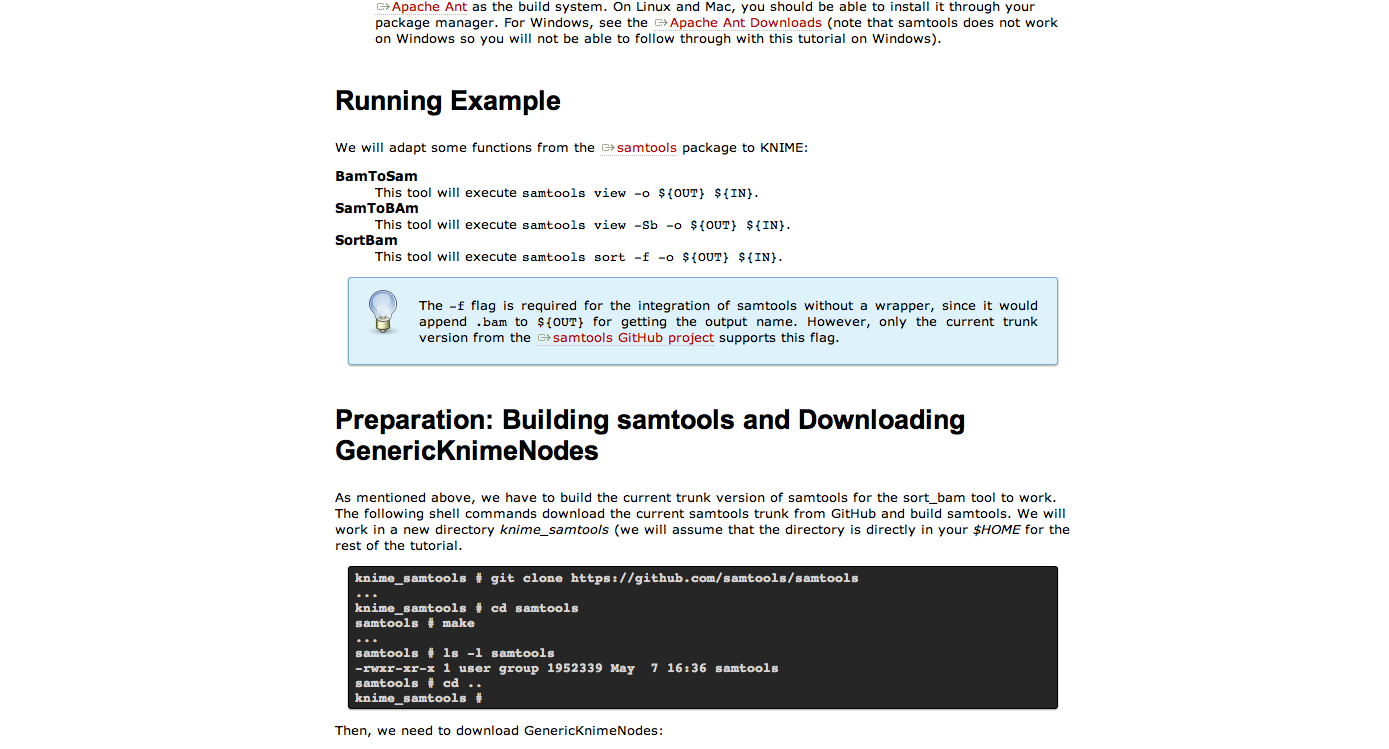 Apache Ant as the build system. On Linux and Mac, you should be able to install it through your
package manager. For Windows, see the Apache Ant Downloads (note that samtools does not work
on Windows so you will not be able to follow through with this tutorial on Windows).
Running Example
We will adapt some functions from the samtools package to KNIME:
BamToSam
This tool will execute samtools view -o ${OUT} ${IN}.
SamToBAm
This tool will execute samtools view -Sb -o ${OUT} ${IN}.
SortBam
This tool will execute samtools sort -f -o ${OUT} ${IN}.
The -f flag is required for the integration of samtools without a wrapper, since it would
append .bam to ${OUT} for getting the output name. However, only the current trunk
version from the samtools GitHub project supports this flag.
Preparation: Building samtools and Downloading
GenericKnimeNodes
As mentioned above, we have to build the current trunk version of samtools for the sort_bam tool to work.
The following shell commands download the current samtools trunk from GitHub and build samtools. We will
work in a new directory knime_samtools (we will assume that the directory is directly in your $HOME for the
rest of the tutorial.
knime_samtools # git clone https://github.com/samtools/samtools
...
knime_samtools # cd samtools
samtools # make
...
samtools # ls -l samtools
-rwxr-xr-x 1 user group 1952339 May  7 16:36 samtools
samtools # cd ..
knime_samtools #
Then, we need to download GenericKnimeNodes: